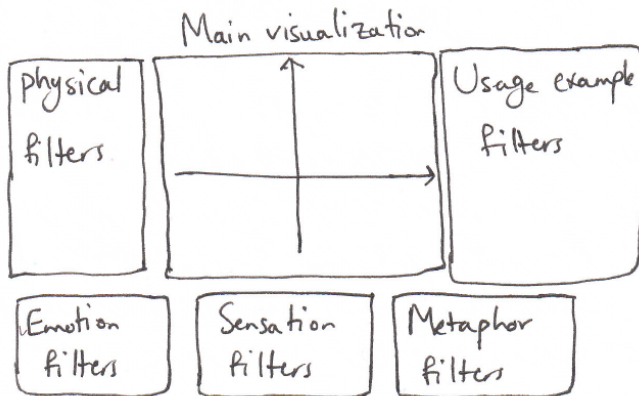 Main visualization
physical
filters
Usage example
filters
Emotion
filters
Sensation
filters
Metaphor
filters